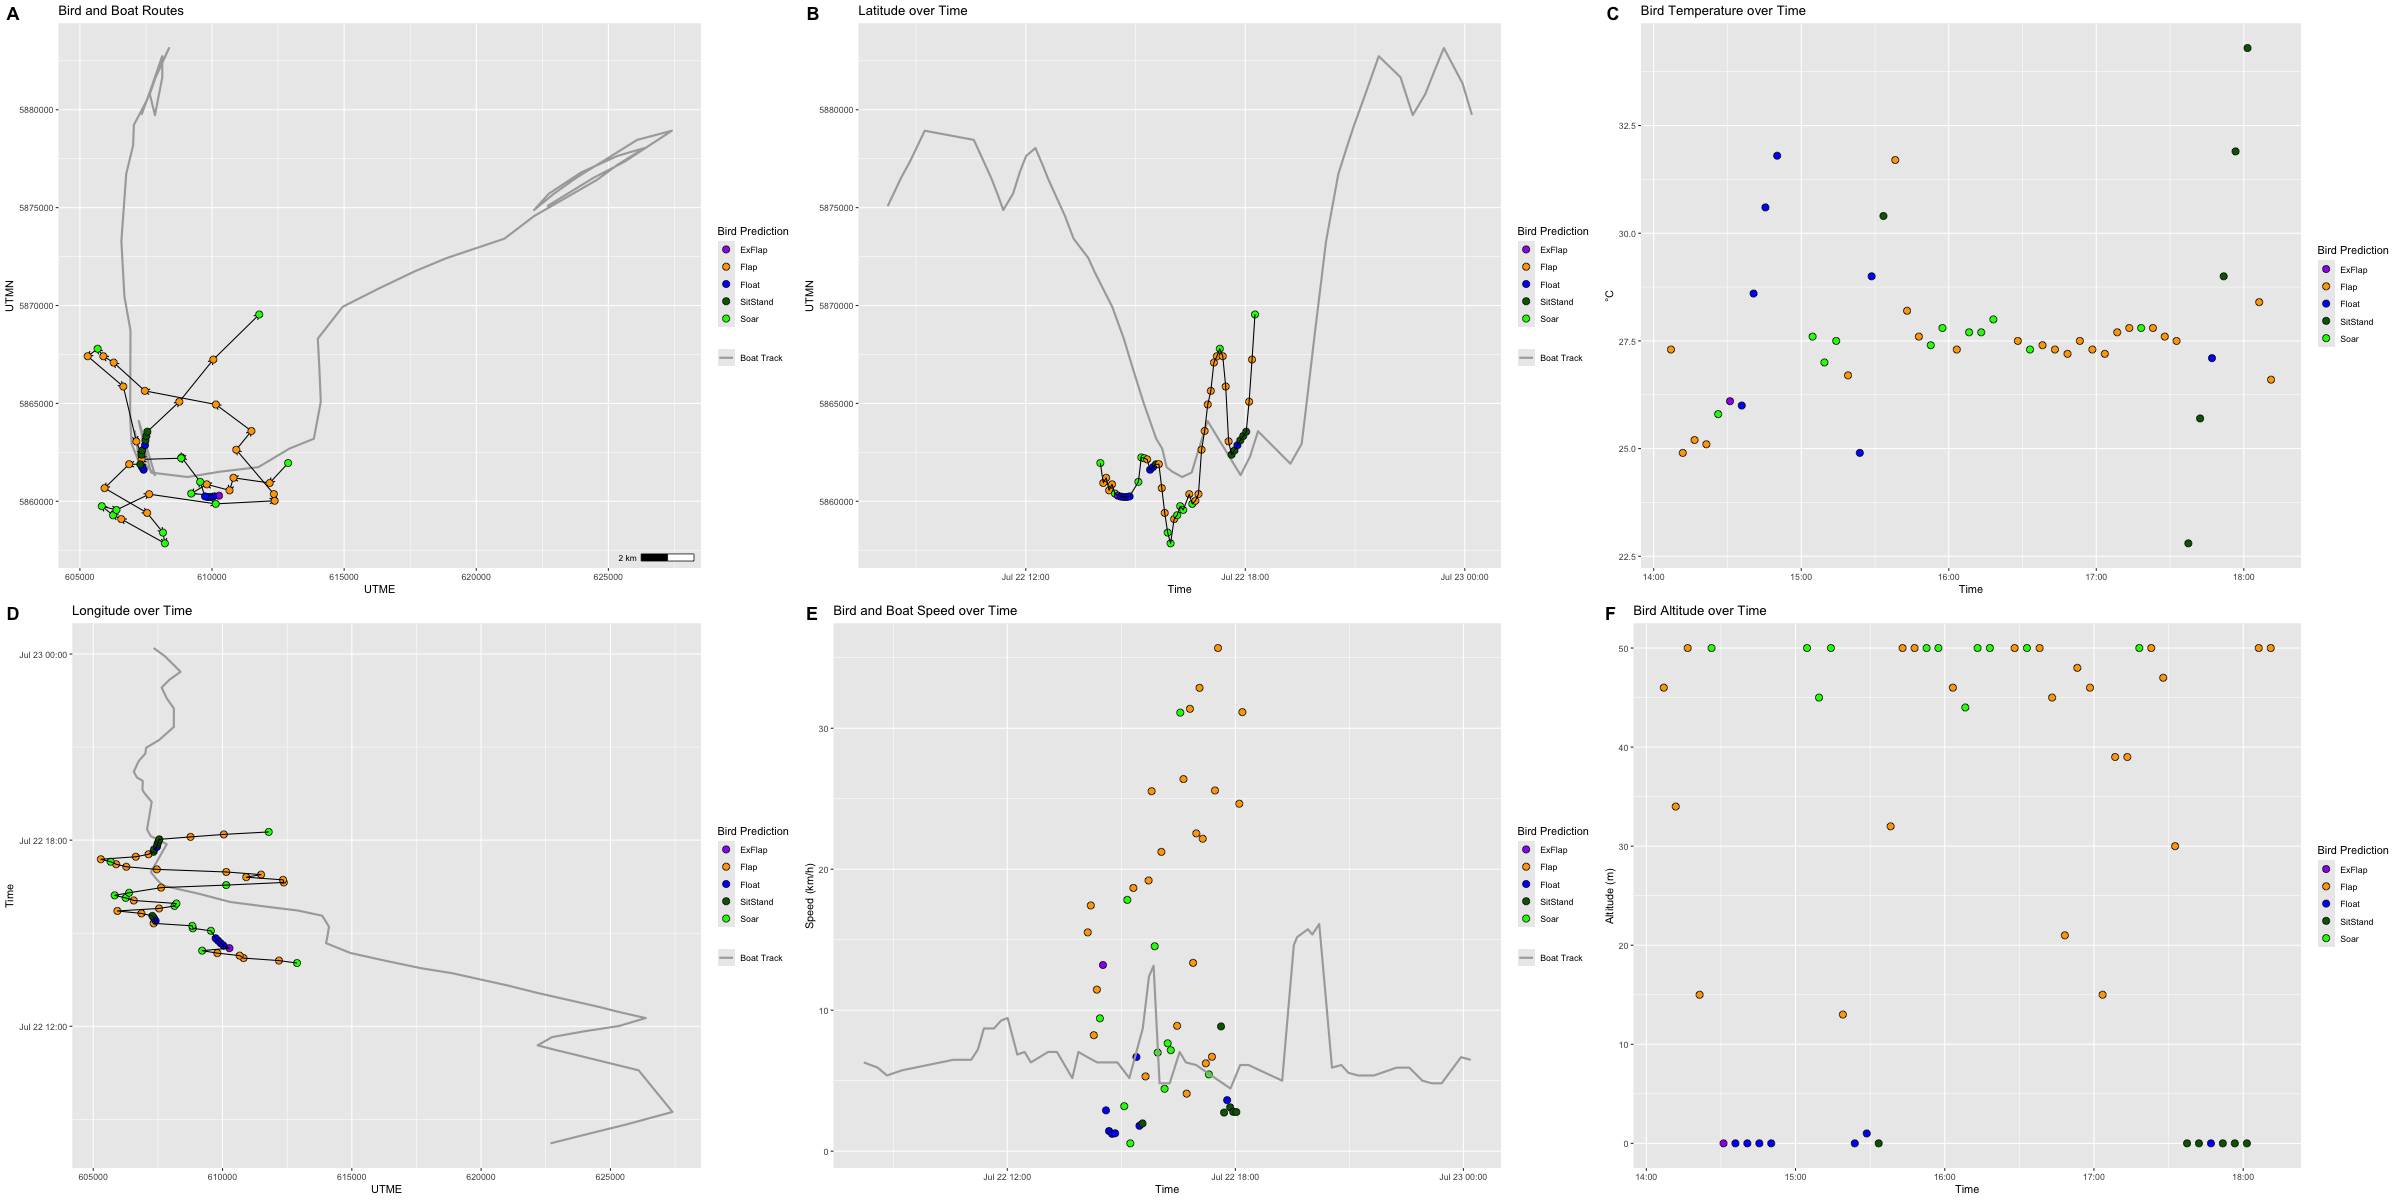 A Bird and Boat Routes
5880000
5875000
5870000
5865000
5860000
UTMN
605000 610000 615000 620000 625000
UTME
2 km
Bird Prediction
ExFlap
Flap
Float
SitStand
Soar
Boat Track
B Latitude over Time
5880000
5875000
5870000
5865000
5860000
UTMN
Jul 22 12:00 Jul 22 18:00 Jul 23 00:00
Time
Bird Prediction
ExFlap
Flap
Float
SitStand
Soar
Boat Track
C Bird Temperature over Time
32.5
30.0
27.5
25.0
22.5
°C
14:00 15:00 16:00 17:00 18:00
Time
Bird Prediction
ExFlap
Flap
Float
SitStand
Soar
D Longitude over Time
Jul 23 00:00
Jul 22 18:00
Jul 22 12:00
Time
605000 610000 615000 620000 625000
UTME
Bird Prediction
ExFlap
Flap
Float
SitStand
Soar
Boat Track
E Bird and Boat Speed over Time
30
20
10
0
Speed (km/h)
Jul 22 12:00 Jul 22 18:00 Jul 23 00:00
Time
Bird Prediction
ExFlap
Flap
Float
SitStand
Soar
Boat Track
F Bird Altitude over Time
50
40
30
20
10
0
Altitude (m)
14:00 15:00 16:00 17:00 18:00
Time
Bird Prediction
ExFlap
Flap
Float
SitStand
Soar